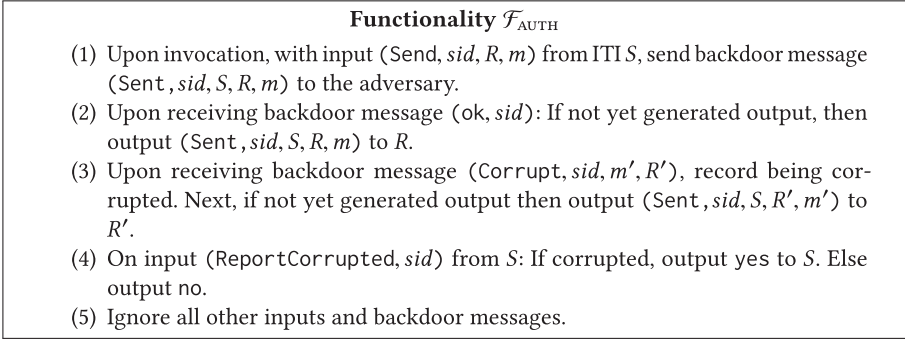 Functionality ℱAUTH
(1) Upon invocation, with input (Send, sid, R, m) from ITI S, send backdoor message
(Sent, sid, S, R, m) to the adversary.
(2) Upon receiving backdoor message (ok, sid): If not yet generated output, then
output (Sent, sid, S, R, m) to R.
(3) Upon receiving backdoor message (Corrupt, sid, m′, R′), record being cor-
rupted. Next, if not yet generated output then output (Sent, sid, S, R′, m′) to
R′.
(4) On input (ReportCorrupted, sid) from S: If corrupted, output yes to S. Else
output no.
(5) Ignore all other inputs and backdoor messages.